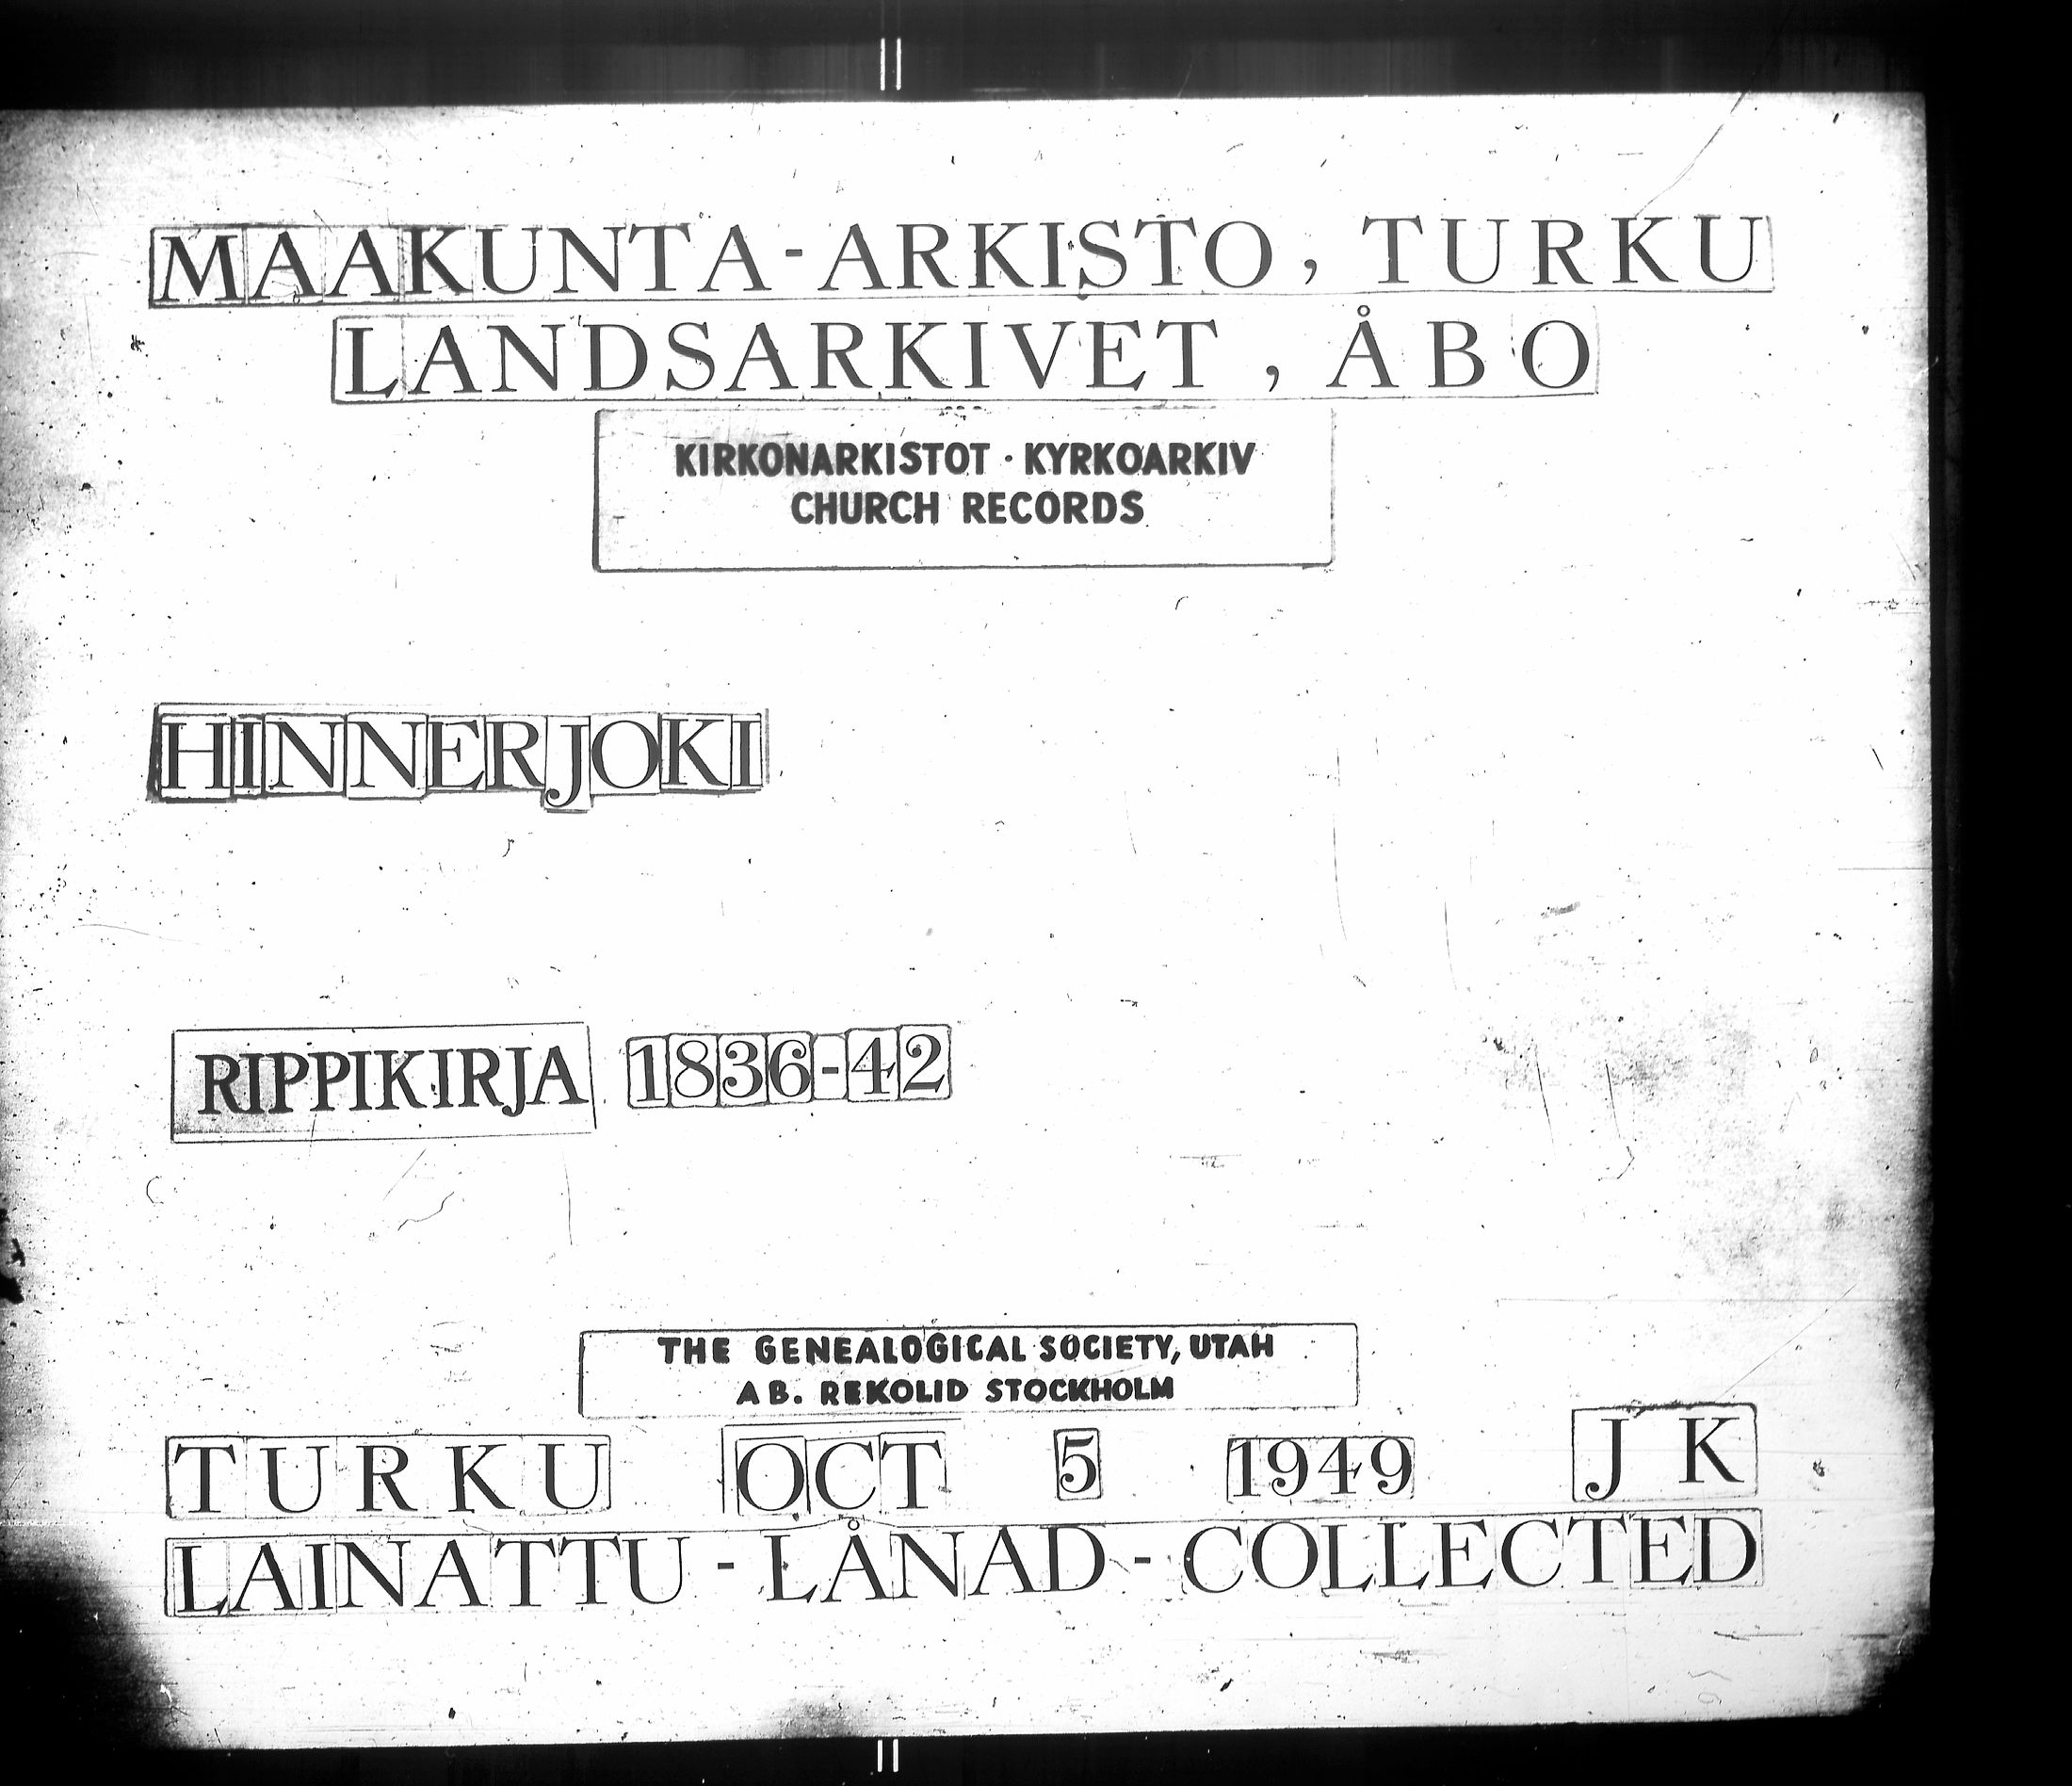 MAAKUNTA-ARKISTO, TURKU
LANDSARKIVET, ÅBO
KIRKONARKISTOT · KYRKOARKIV
CHURCH RECORDS
HINNERJOKI
RIPPIKIRJA 1836-42
THE GENEALOGICAL SOCIETY, UTAH
AB. REKOLID STOCKHOLM
TURKU OCT 5 1949 J K
LAINATTU - LÅNAD - COLLECTED